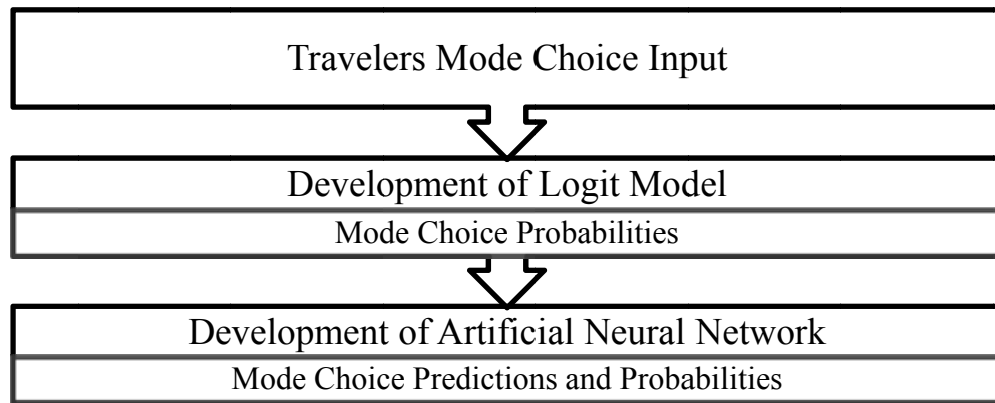 Travelers Mode Choice Input
Development of Logit Model
Mode Choice Probabilities
Development of Artificial Neural Network
Mode Choice Predictions and Probabilities